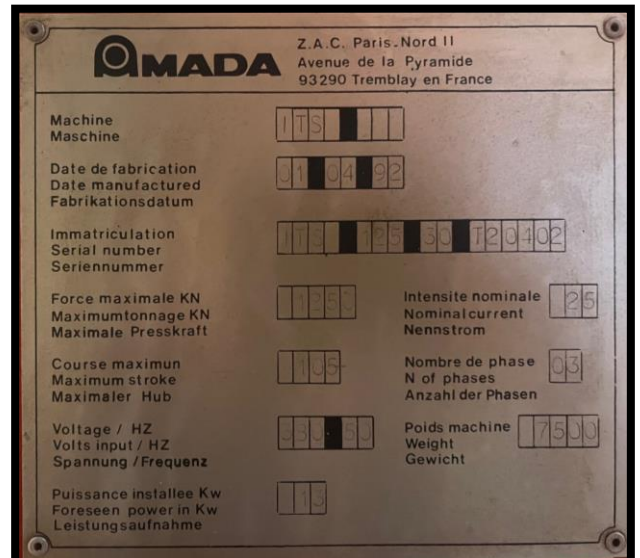 AMADA
Z.A.C. Paris-Nord II
Avenue de la Pyramide
93290 Tremblay en France
Machine
Maschine
ITS
Date de fabrication
Date manufactured
Fabrikationsdatum
01 04 92
Immatriculation
Serial number
Seriennummer
ITS 125 30 T20402
Force maximale KN
Maximumtonnage KN
Maximale Presskraft
1250
Intensite nominale
Nominal current
Nennstrom
25
Course maximun
Maximum stroke
Maximaler Hub
105
Nombre de phase
N of phases
Anzahl der Phasen
03
Voltage / HZ
Volts input / HZ
Spannung / Frequenz
380 50
Poids machine
Weight
Gewicht
7500
Puissance installee Kw
Foreseen power in Kw
Leistungsaufnahme
13